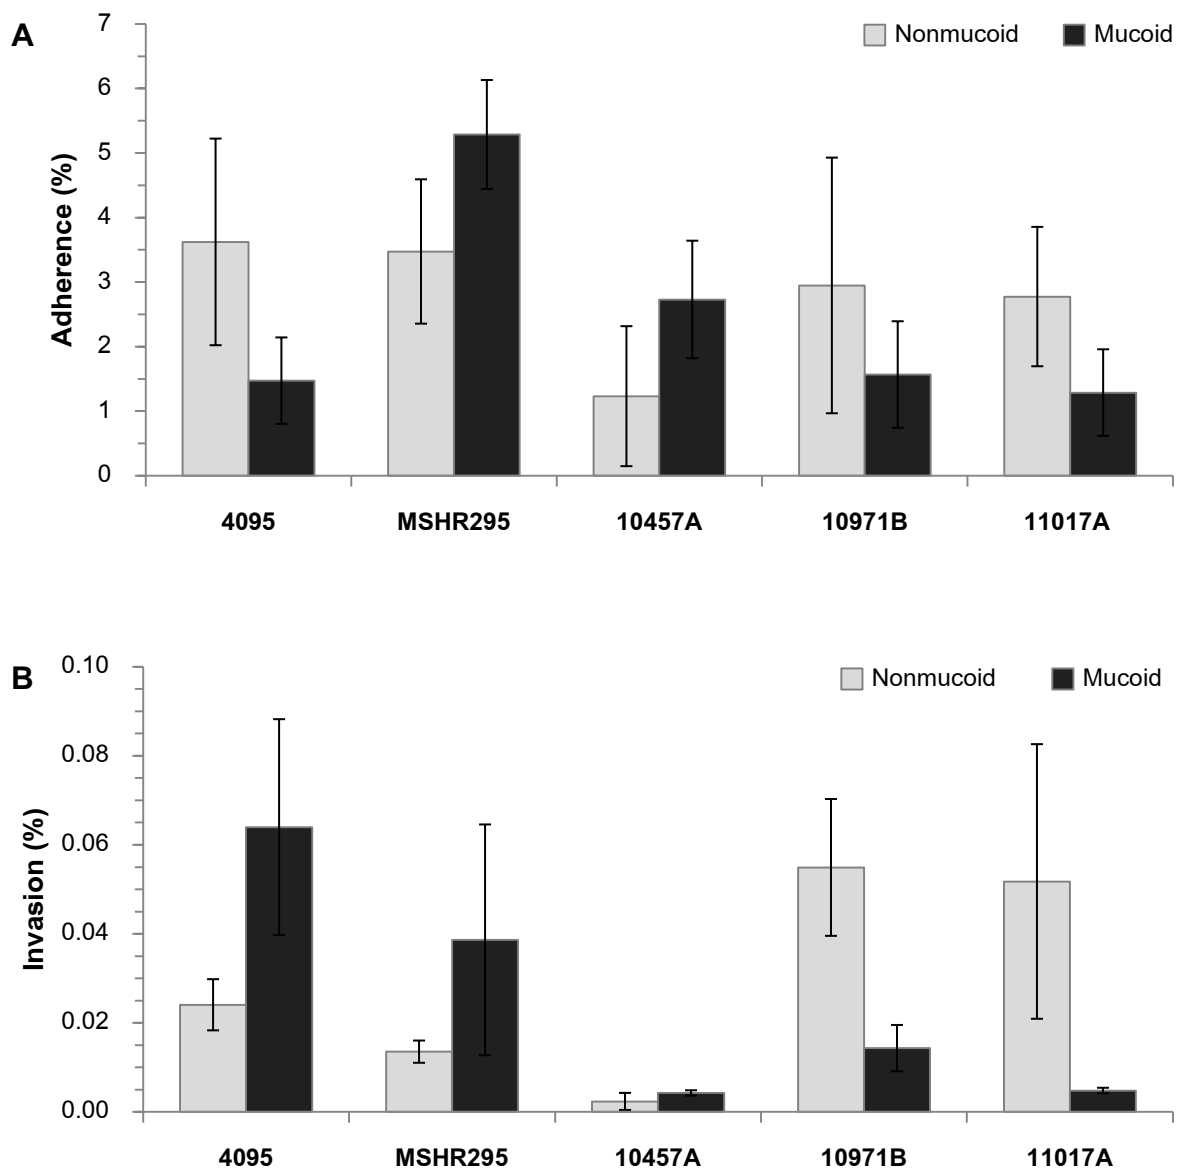 A
7
Nonmucoid
Mucoid
6
5
4
3
2
1
0
Adherence (%)
4095
MSHR295
10457A
10971B
11017A
B
0.10
Nonmucoid
Mucoid
0.08
0.06
0.04
0.02
0.00
Invasion (%)
4095
MSHR295
10457A
10971B
11017A